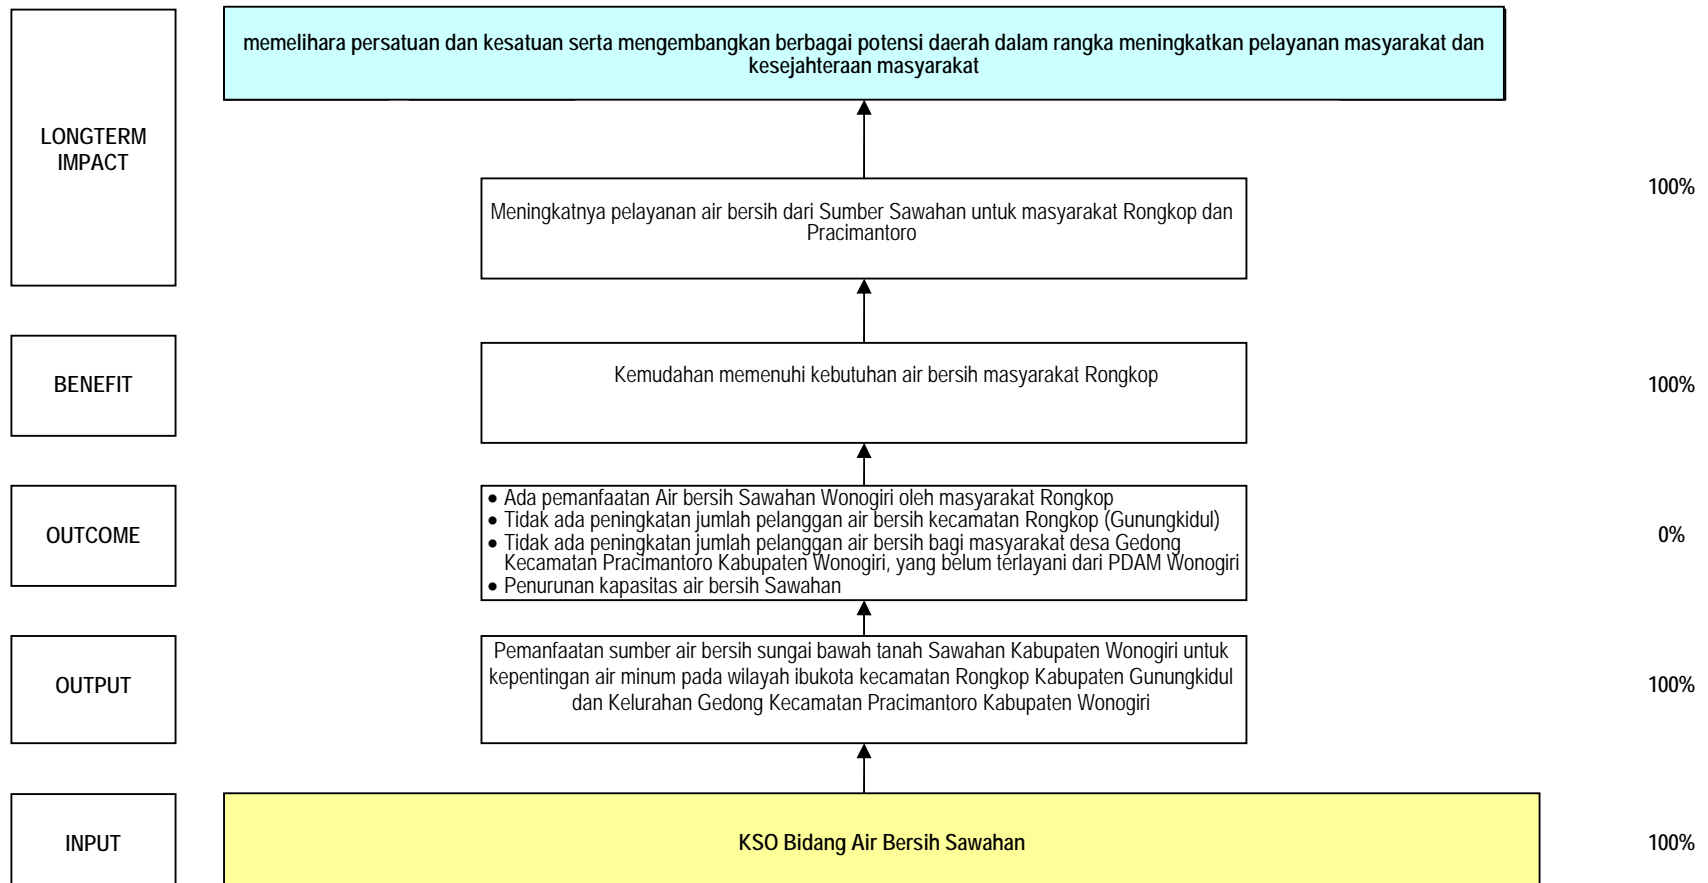 memelihara persatuan dan kesatuan serta mengembangkan berbagai potensi daerah dalam rangka meningkatkan pelayanan masyarakat dan
kesejahteraan masyarakat
LONGTERM
IMPACT
100%
Meningkatnya pelayanan air bersih dari Sumber Sawahan untuk masyarakat Rongkop dan
Pracimantoro
BENEFIT
Kemudahan memenuhi kebutuhan air bersih masyarakat Rongkop
100%
OUTCOME
• Ada pemanfaatan Air bersih Sawahan Wonogiri oleh masyarakat Rongkop
• Tidak ada peningkatan jumlah pelanggan air bersih kecamatan Rongkop (Gunungkidul)
• Tidak ada peningkatan jumlah pelanggan air bersih bagi masyarakat desa Gedong
Kecamatan Pracimantoro Kabupaten Wonogiri, yang belum terlayani dari PDAM Wonogiri
• Penurunan kapasitas air bersih Sawahan
0%
OUTPUT
Pemanfaatan sumber air bersih sungai bawah tanah Sawahan Kabupaten Wonogiri untuk
kepentingan air minum pada wilayah ibukota kecamatan Rongkop Kabupaten Gunungkidul
dan Kelurahan Gedong Kecamatan Pracimantoro Kabupaten Wonogiri
100%
INPUT
KSO Bidang Air Bersih Sawahan
100%